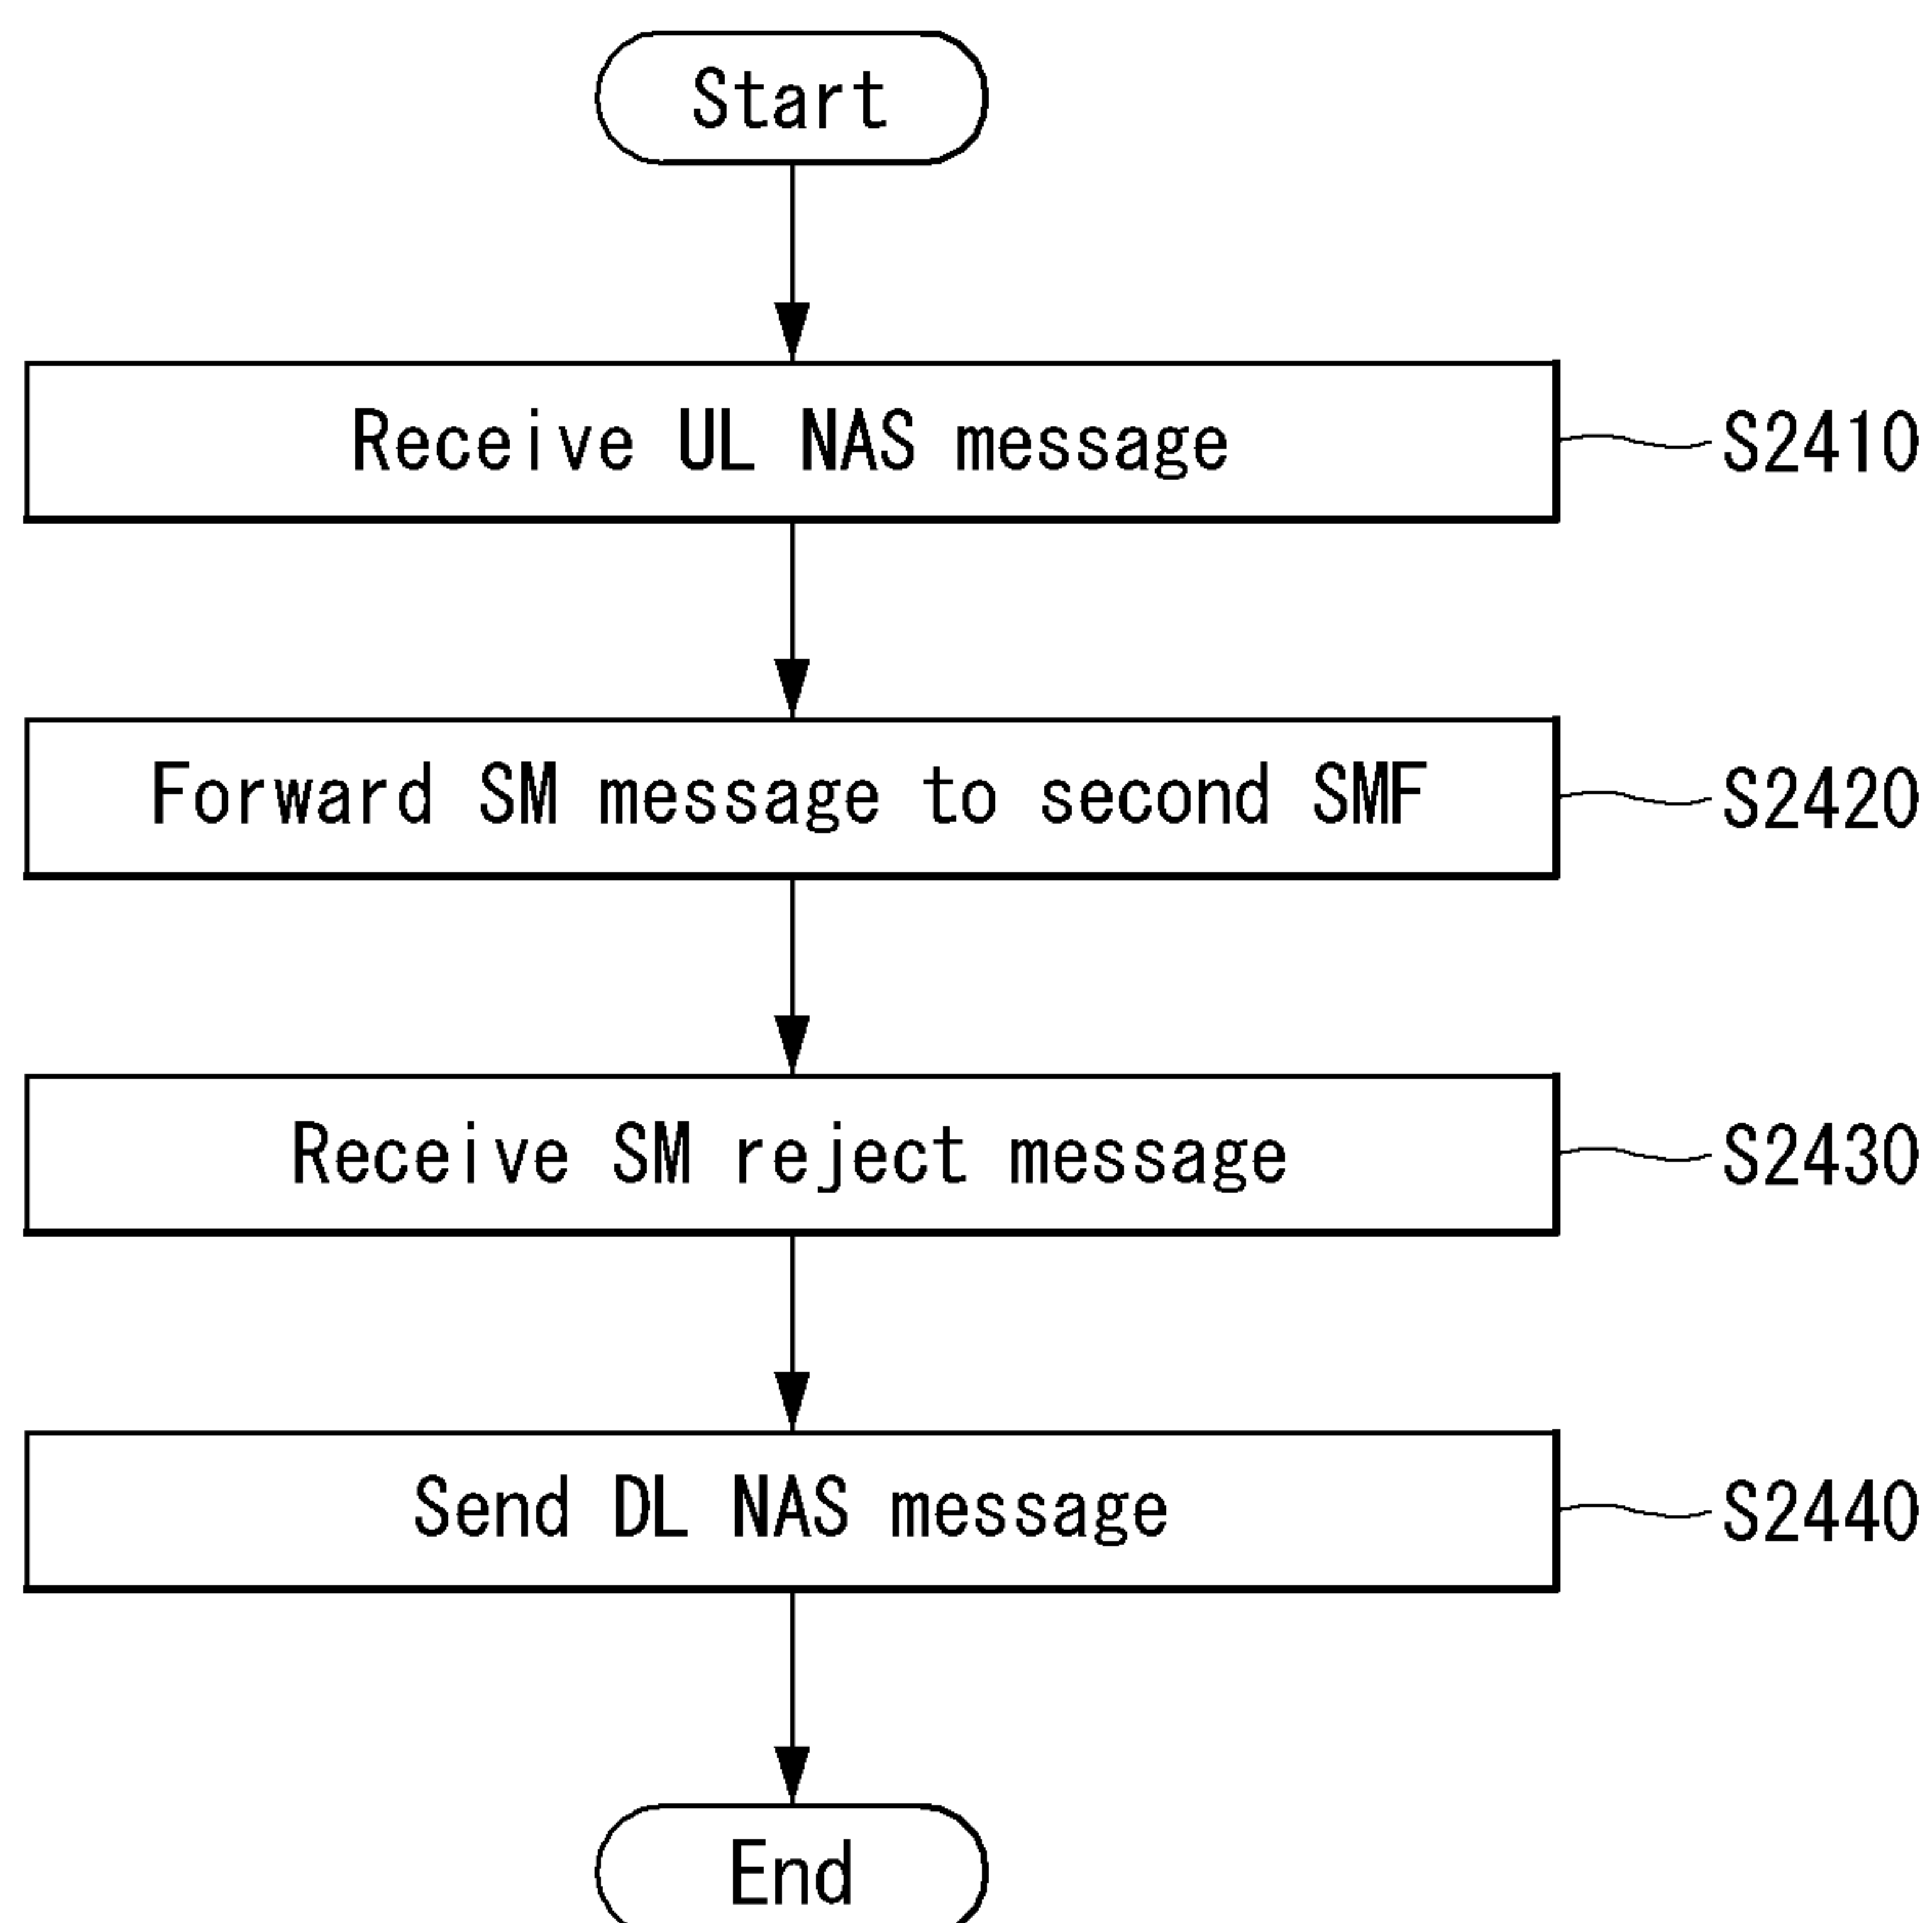 Start
Receive UL NAS message
S2410
Forward SM message to second SMF
S2420
Receive SM reject message
S2430
Send DL NAS message
S2440
End